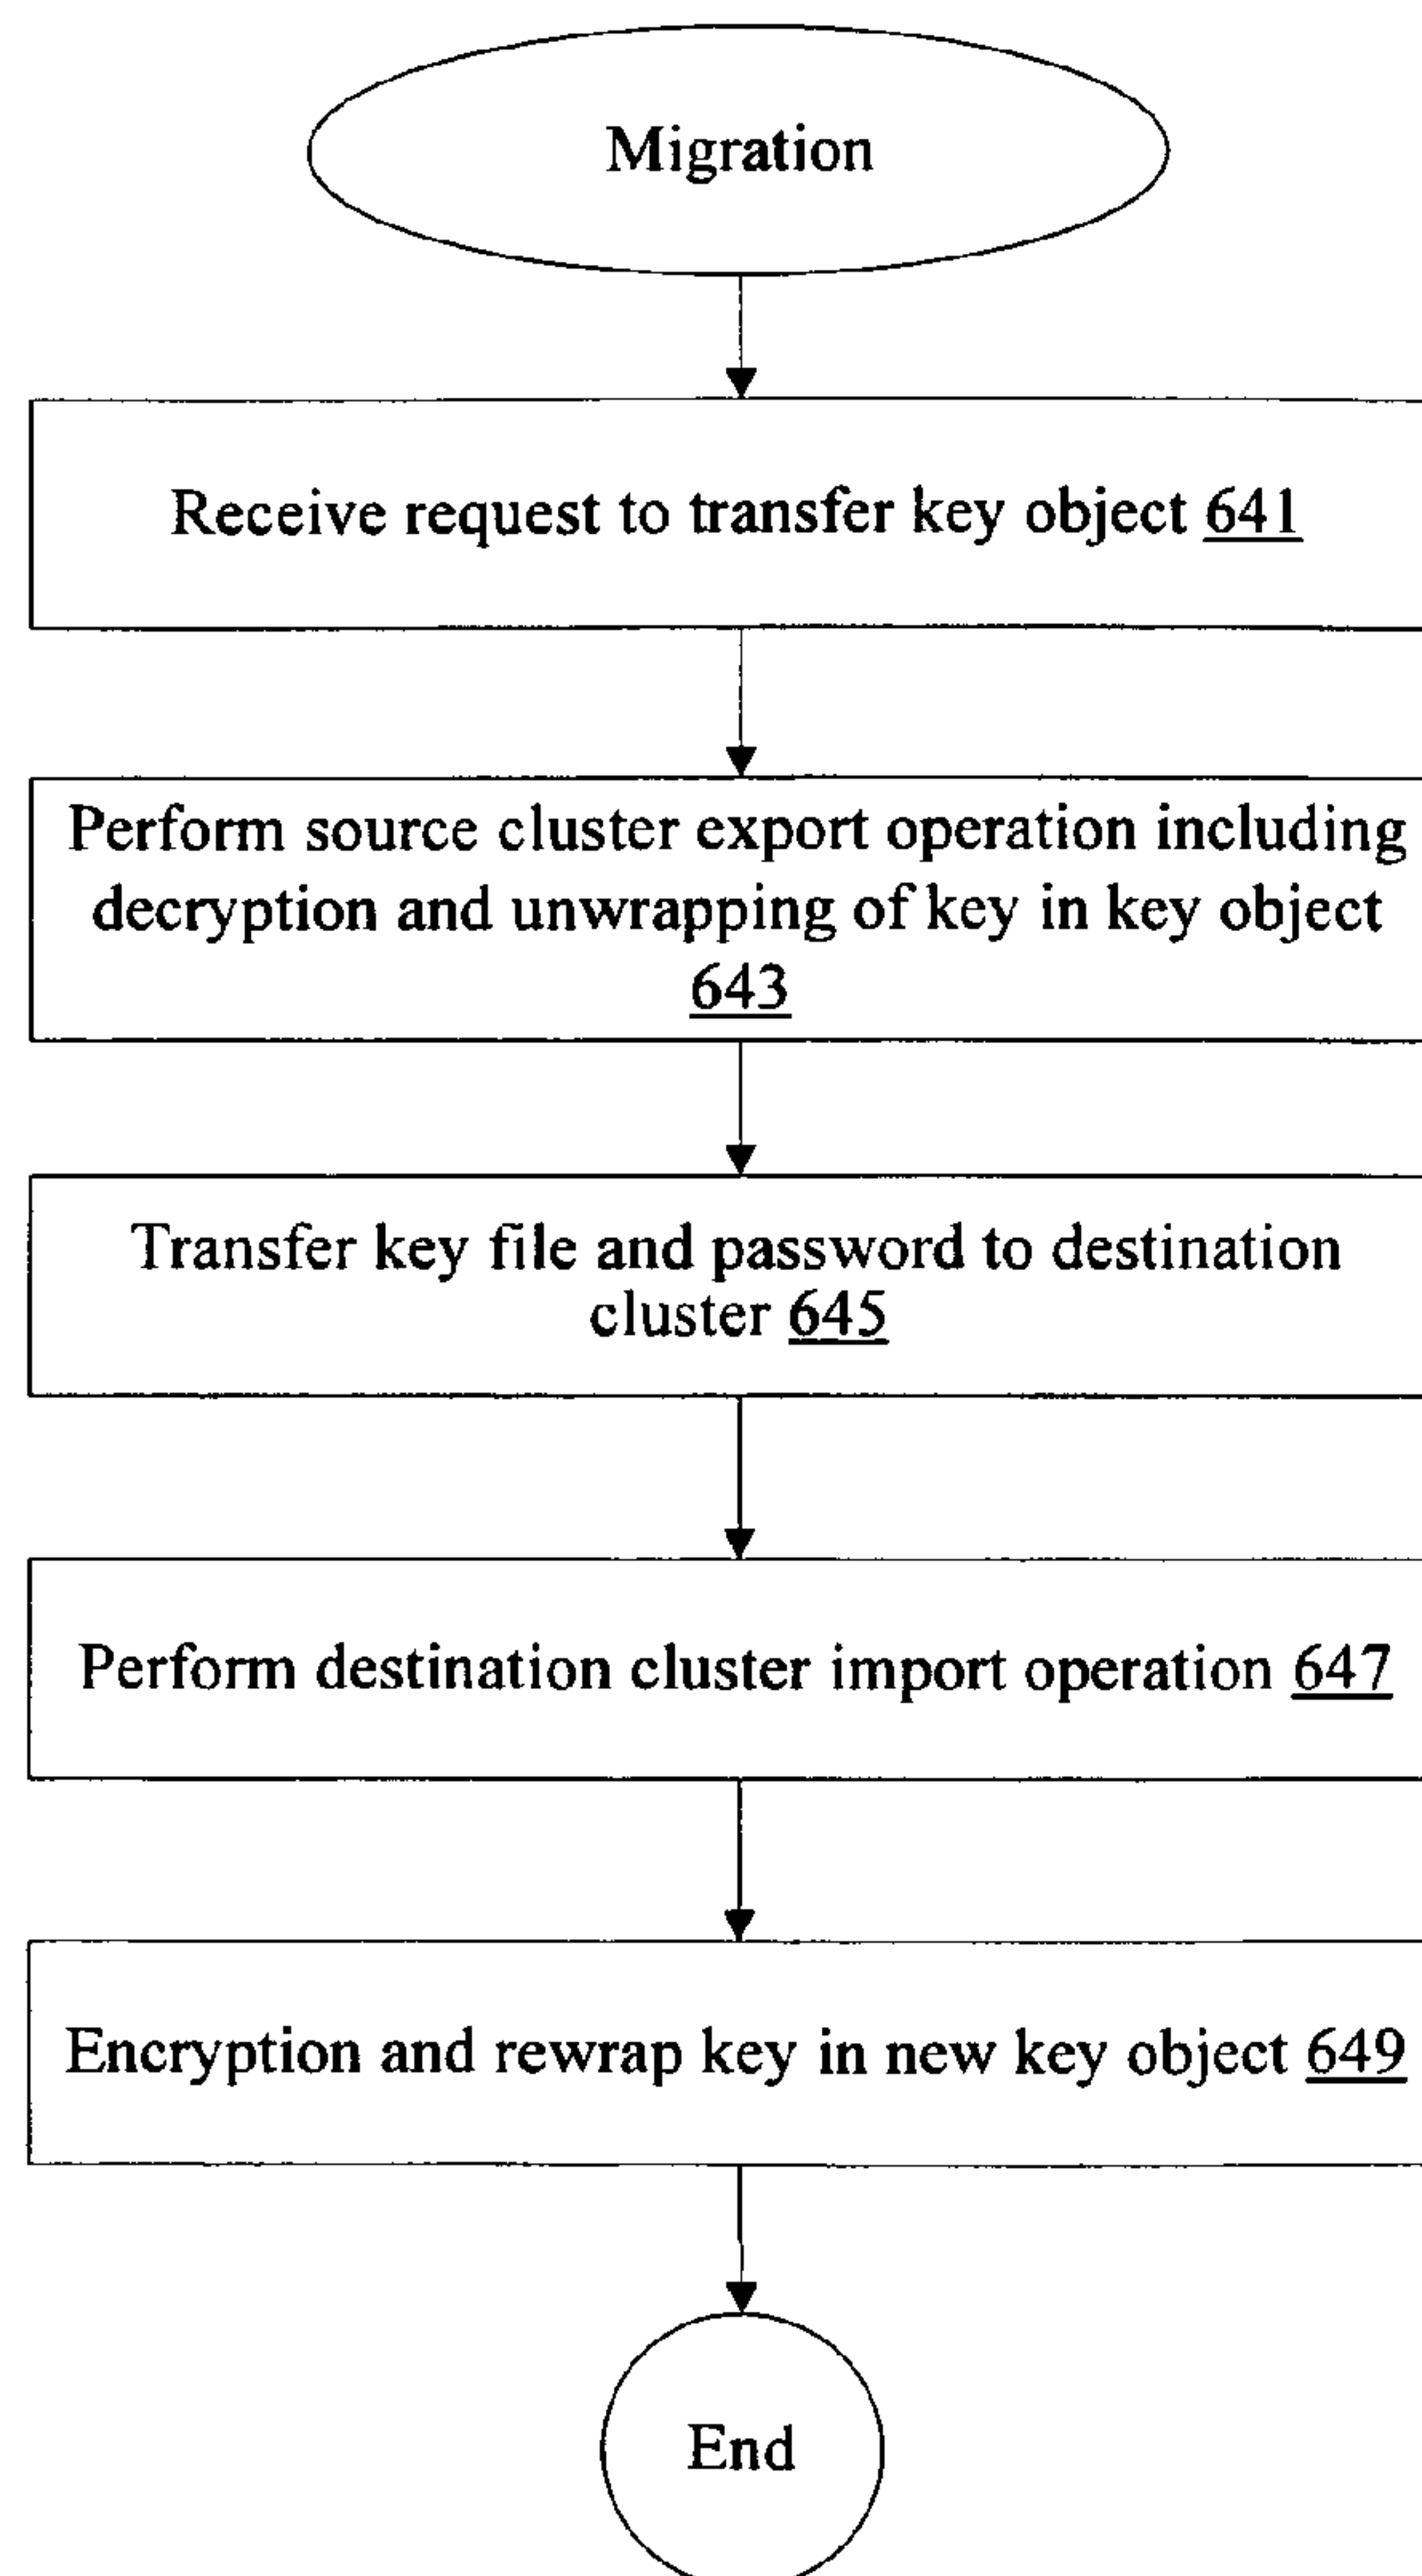 Migration
Receive request to transfer key object 641
Perform source cluster export operation including
decryption and unwrapping of key in key object
643
Transfer key file and password to destination
cluster 645
Perform destination cluster import operation 647
Encryption and rewrap key in new key object 649
End